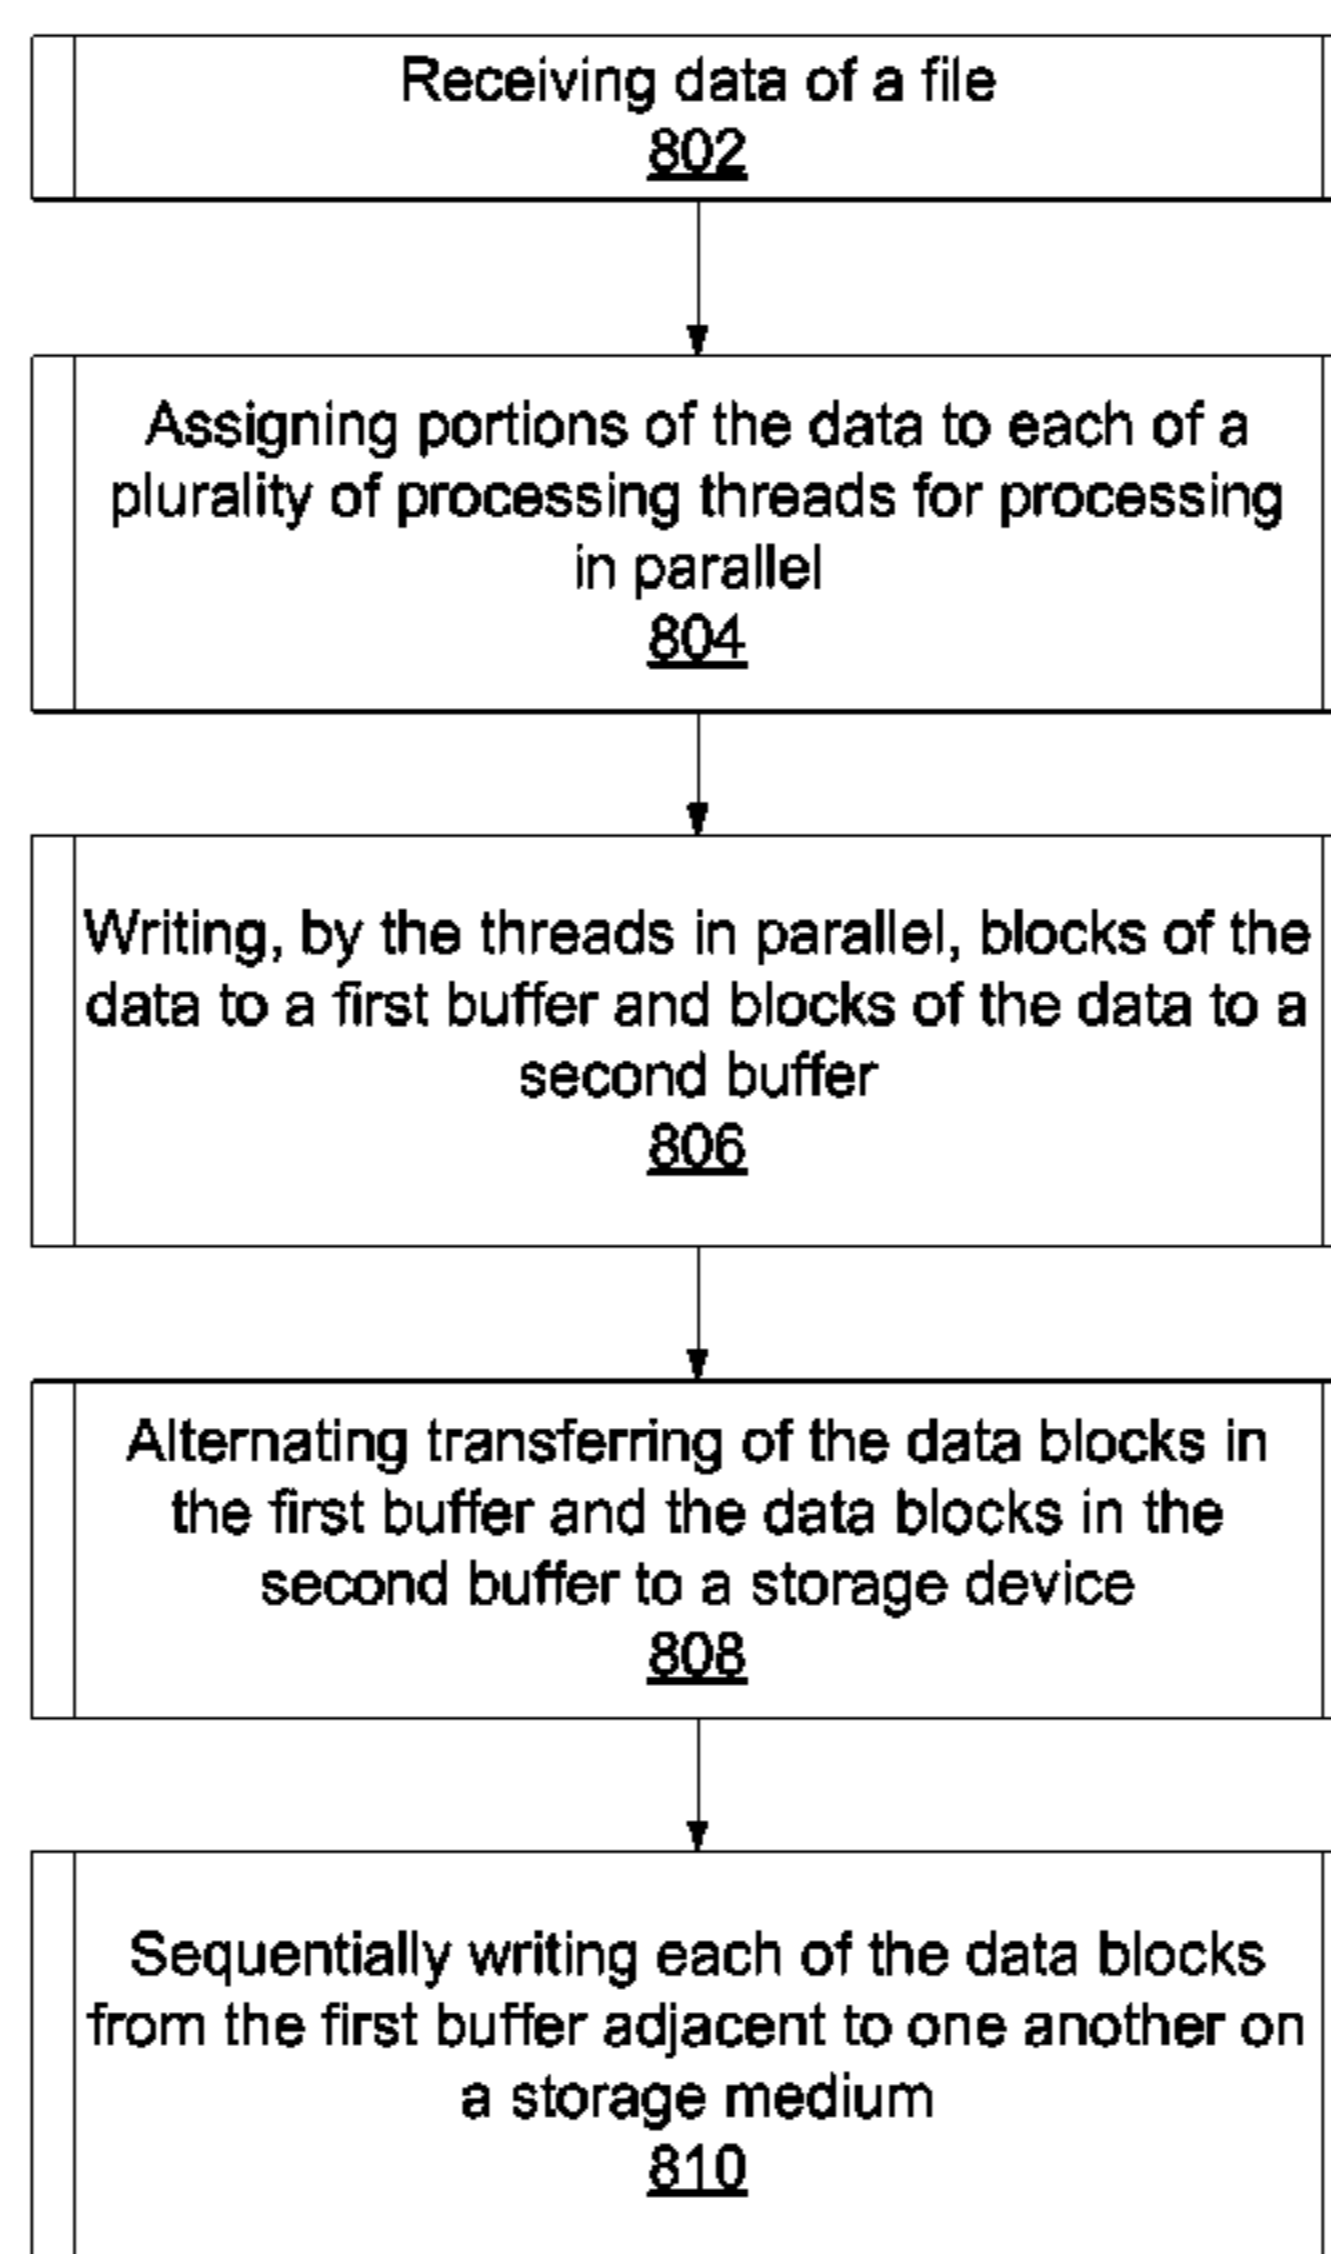 Receiving data of a file
802
Assigning portions of the data to each of a
plurality of processing threads for processing
in parallel
804
Writing, by the threads in parallel, blocks of the
data to a first buffer and blocks of the data to a
second buffer
806
Alternating transferring of the data blocks in
the first buffer and the data blocks in the
second buffer to a storage device
808
Sequentially writing each of the data blocks
from the first buffer adjacent to one another on
a storage medium
810